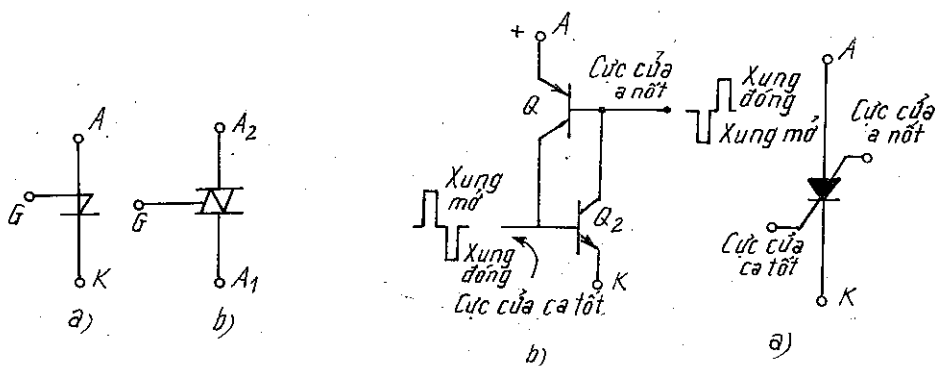 A
G
K
a)
A2
G
A1
b)
+ A
Cực cửa
a nốt
Q
Xung
đóng
Xung mở
Xung
mở
Q2
Xung
đóng
Cực cửa ca tốt
K
b)
A
Cực cửa
a nốt
Cực cửa
ca tốt
K
a)